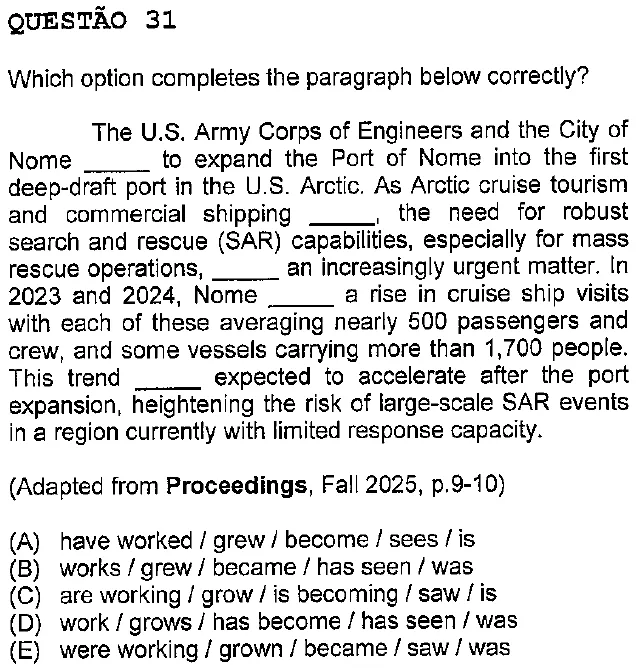 QUESTÃO 31
Which option completes the paragraph below correctly?
The U.S. Army Corps of Engineers and the City of
Nome ______ to expand the Port of Nome into the first
deep-draft port in the U.S. Arctic. As Arctic cruise tourism
and commercial shipping ______, the need for robust
search and rescue (SAR) capabilities, especially for mass
rescue operations, ______ an increasingly urgent matter. In
2023 and 2024, Nome ______ a rise in cruise ship visits
with each of these averaging nearly 500 passengers and
crew, and some vessels carrying more than 1,700 people.
This trend ______ expected to accelerate after the port
expansion, heightening the risk of large-scale SAR events
in a region currently with limited response capacity.
(Adapted from Proceedings, Fall 2025, p.9-10)
(A) have worked / grew / become / sees / is
(B) works / grew / became / has seen / was
(C) are working / grow / is becoming / saw / is
(D) work / grows / has become / has seen / was
(E) were working / grown / became / saw / was